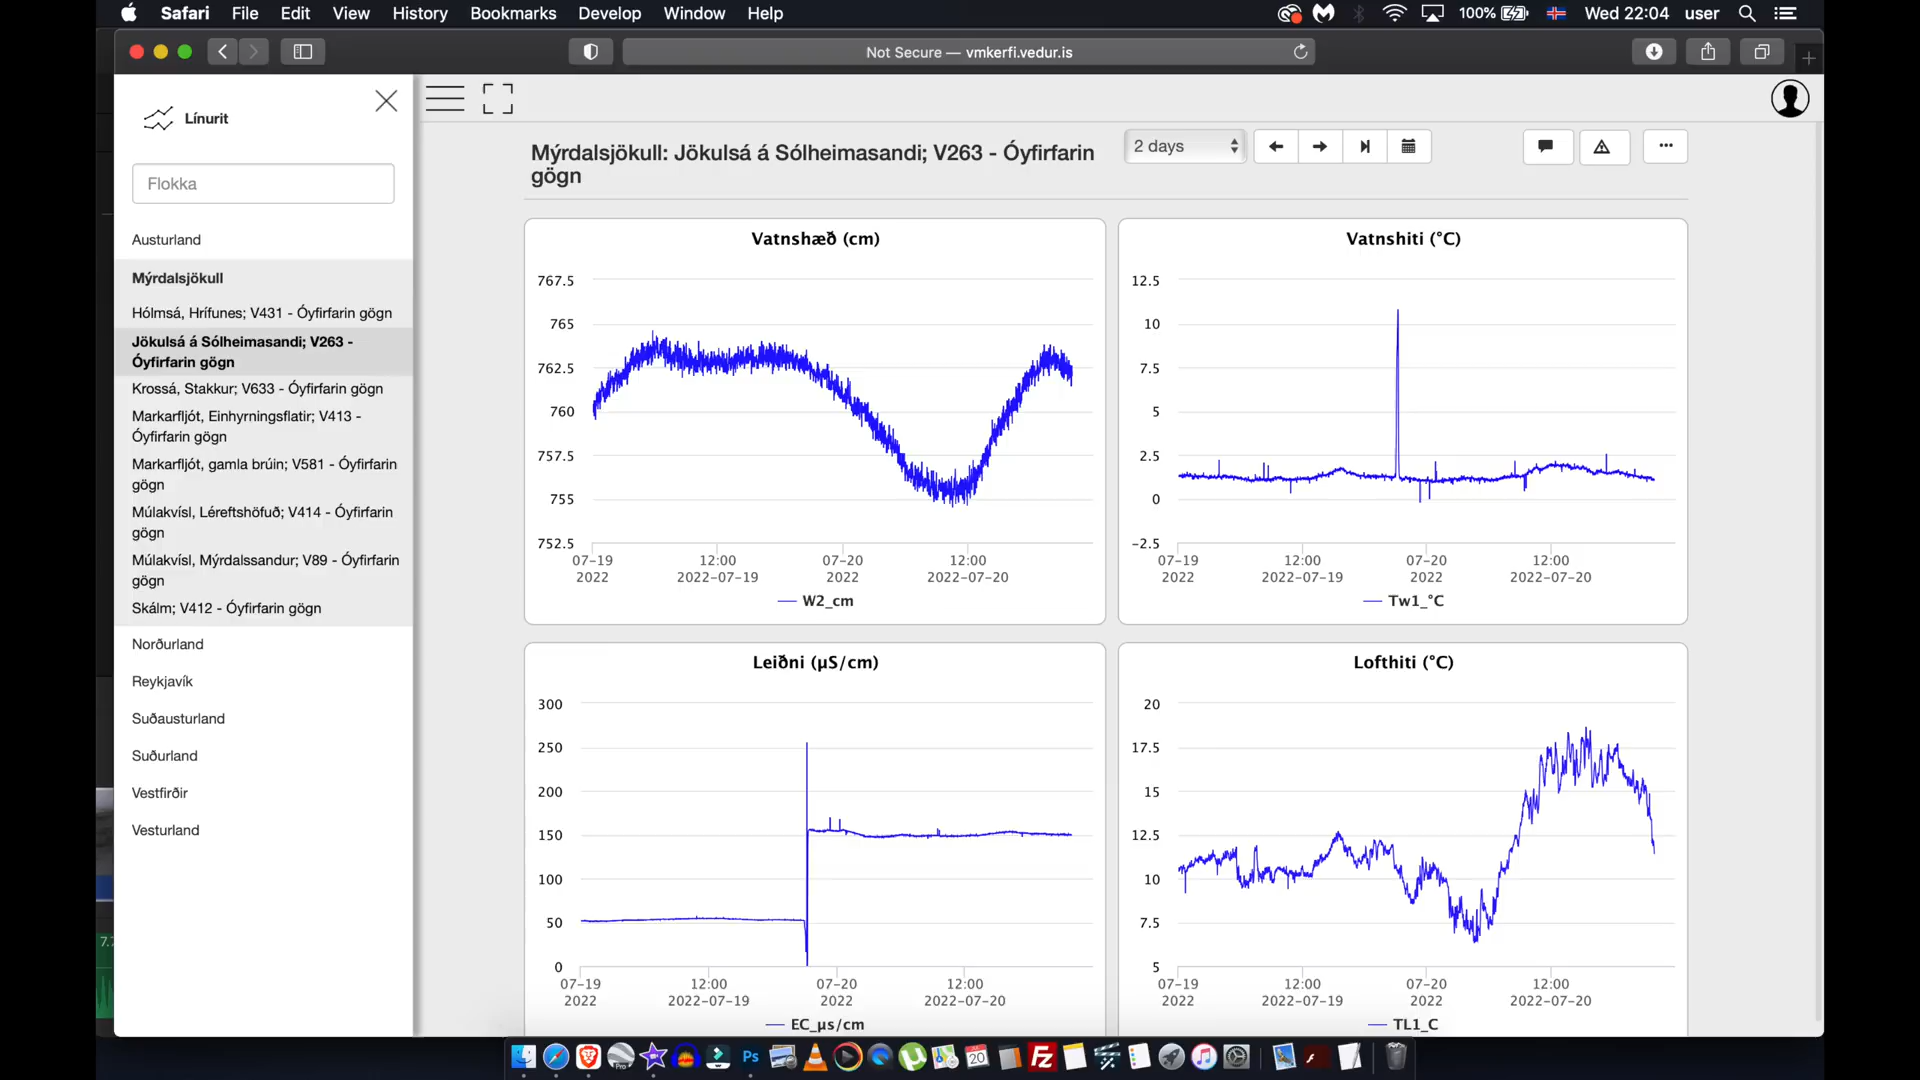 Safari File Edit View History Bookmarks Develop Window Help 100% Wed 22:04 user
Not Secure — vmkerfi.vedur.is
Línurit
Flokka
Austurland
Mýrdalsjökull
Hólmsá, Hrífunes; V431 - Óyfirfarin gögn
Jökulsá á Sólheimasandi; V263 -
Óyfirfarin gögn
Krossá, Stakkur; V633 - Óyfirfarin gögn
Markarfljót, Einhyrningsflatir; V413 -
Óyfirfarin gögn
Markarfljót, gamla brúin; V581 - Óyfirfarin
gögn
Múlakvísl, Léreftshöfuð; V414 - Óyfirfarin
gögn
Múlakvísl, Mýrdalssandur; V89 - Óyfirfarin
gögn
Skálm; V412 - Óyfirfarin gögn
Norðurland
Reykjavík
Suðausturland
Suðurland
Vestfirðir
Vesturland
Mýrdalsjökull: Jökulsá á Sólheimasandi; V263 - Óyfirfarin
gögn
2 days
Vatnshæð (cm)
767.5
765
762.5
760
757.5
755
752.5
07-19 12:00 07-20 12:00
2022 2022-07-19 2022 2022-07-20
W2_cm
Vatnshiti (°C)
12.5
10
7.5
5
2.5
0
−2.5
07-19 12:00 07-20 12:00
2022 2022-07-19 2022 2022-07-20
Tw1_°C
Leiðni (µS/cm)
300
250
200
150
100
50
0
07-19 12:00 07-20 12:00
2022 2022-07-19 2022 2022-07-20
EC_µs/cm
Lofthiti (°C)
20
17.5
15
12.5
10
7.5
5
07-19 12:00 07-20 12:00
2022 2022-07-19 2022 2022-07-20
TL1_C
Pro
Ps
20